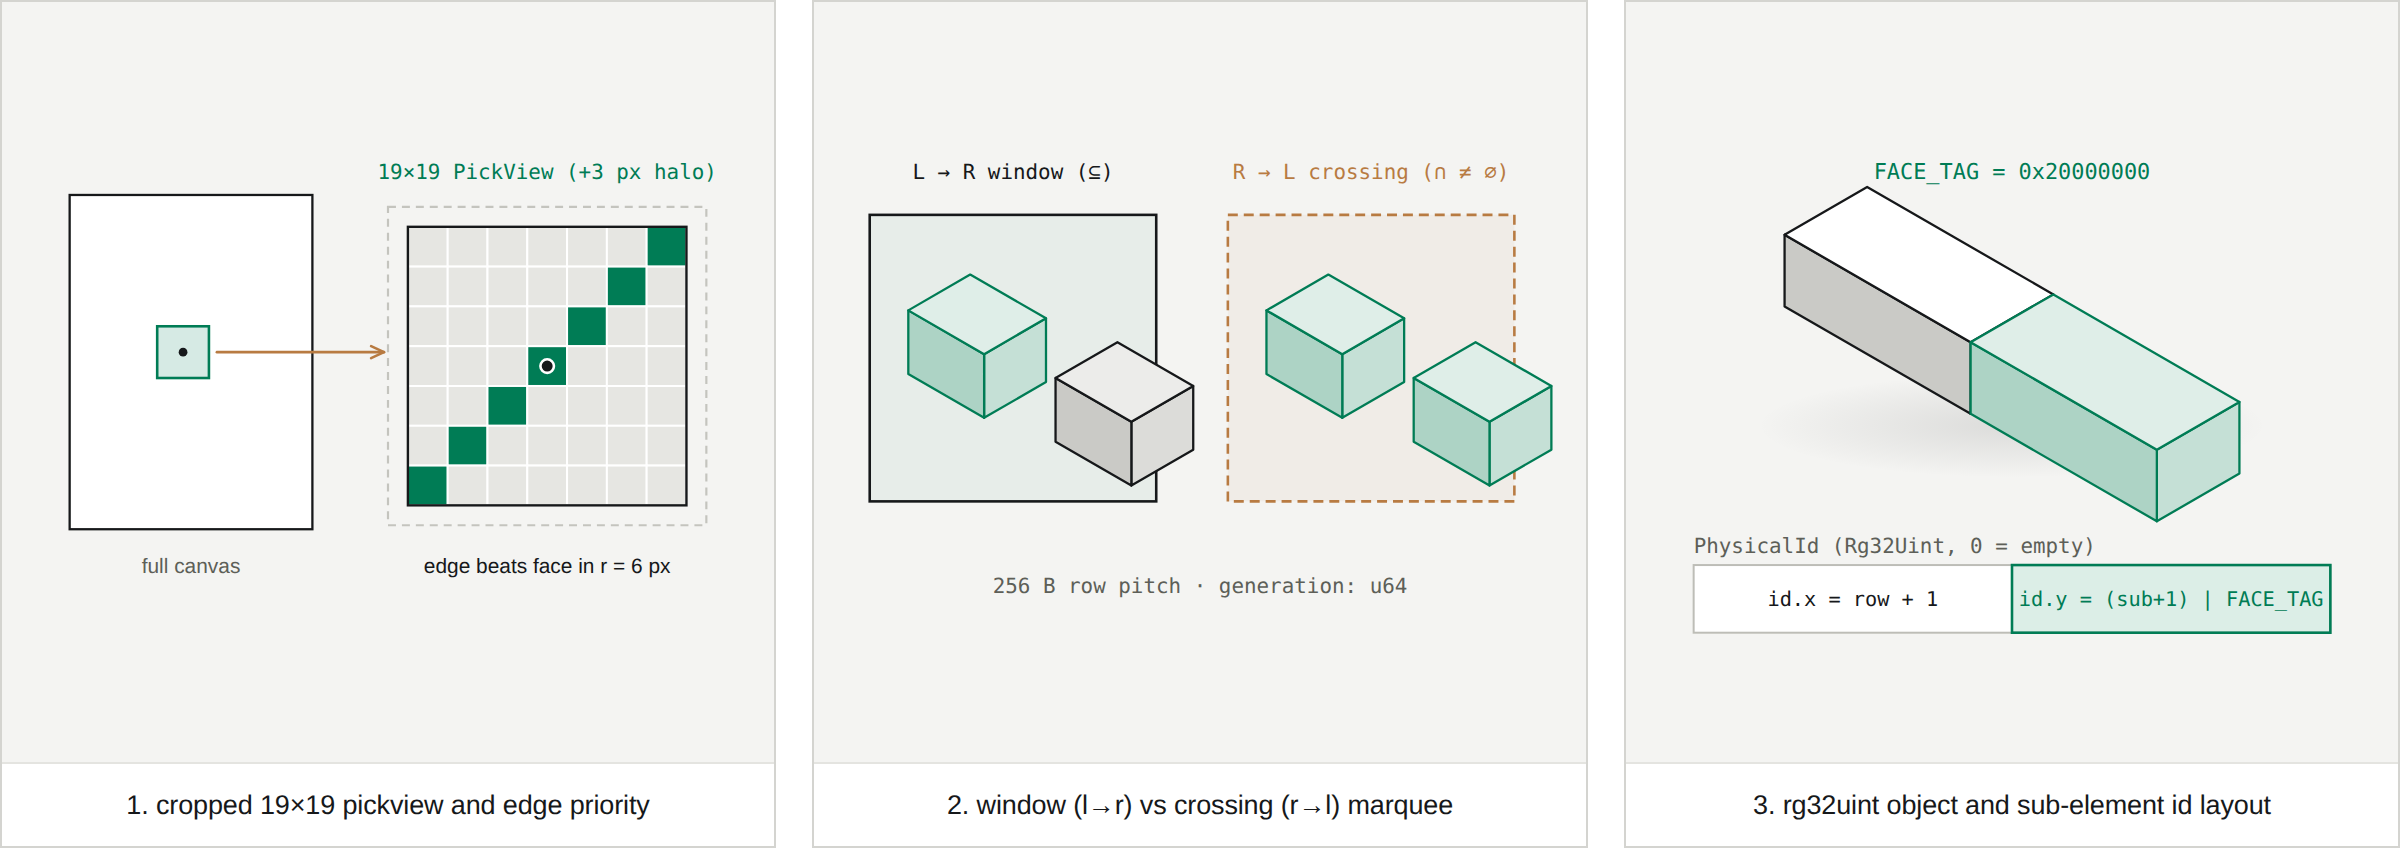 19×19 PickView (+3 px halo)
full canvas
edge beats face in r = 6 px
1. cropped 19×19 pickview and edge priority
L → R window (⊆)
R → L crossing (∩ ≠ ∅)
256 B row pitch · generation: u64
2. window (l→r) vs crossing (r→l) marquee
FACE_TAG = 0x20000000
PhysicalId (Rg32Uint, 0 = empty)
id.x = row + 1
id.y = (sub+1) | FACE_TAG
3. rg32uint object and sub-element id layout